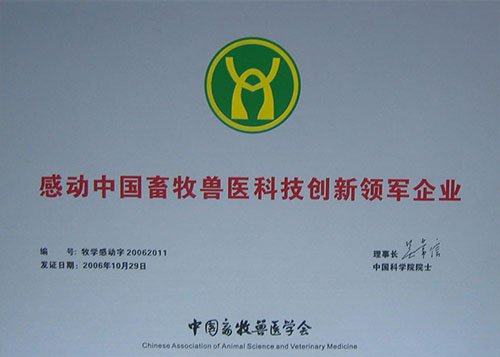 感动中国畜牧兽医科技创新领军企业
编　号: 牧学感动字 20062011
发证日期: 2006年10月29日
理事长
中国科学院院士
中国畜牧兽医学会
Chinese Association of Animal Science and Veterinary Medicine